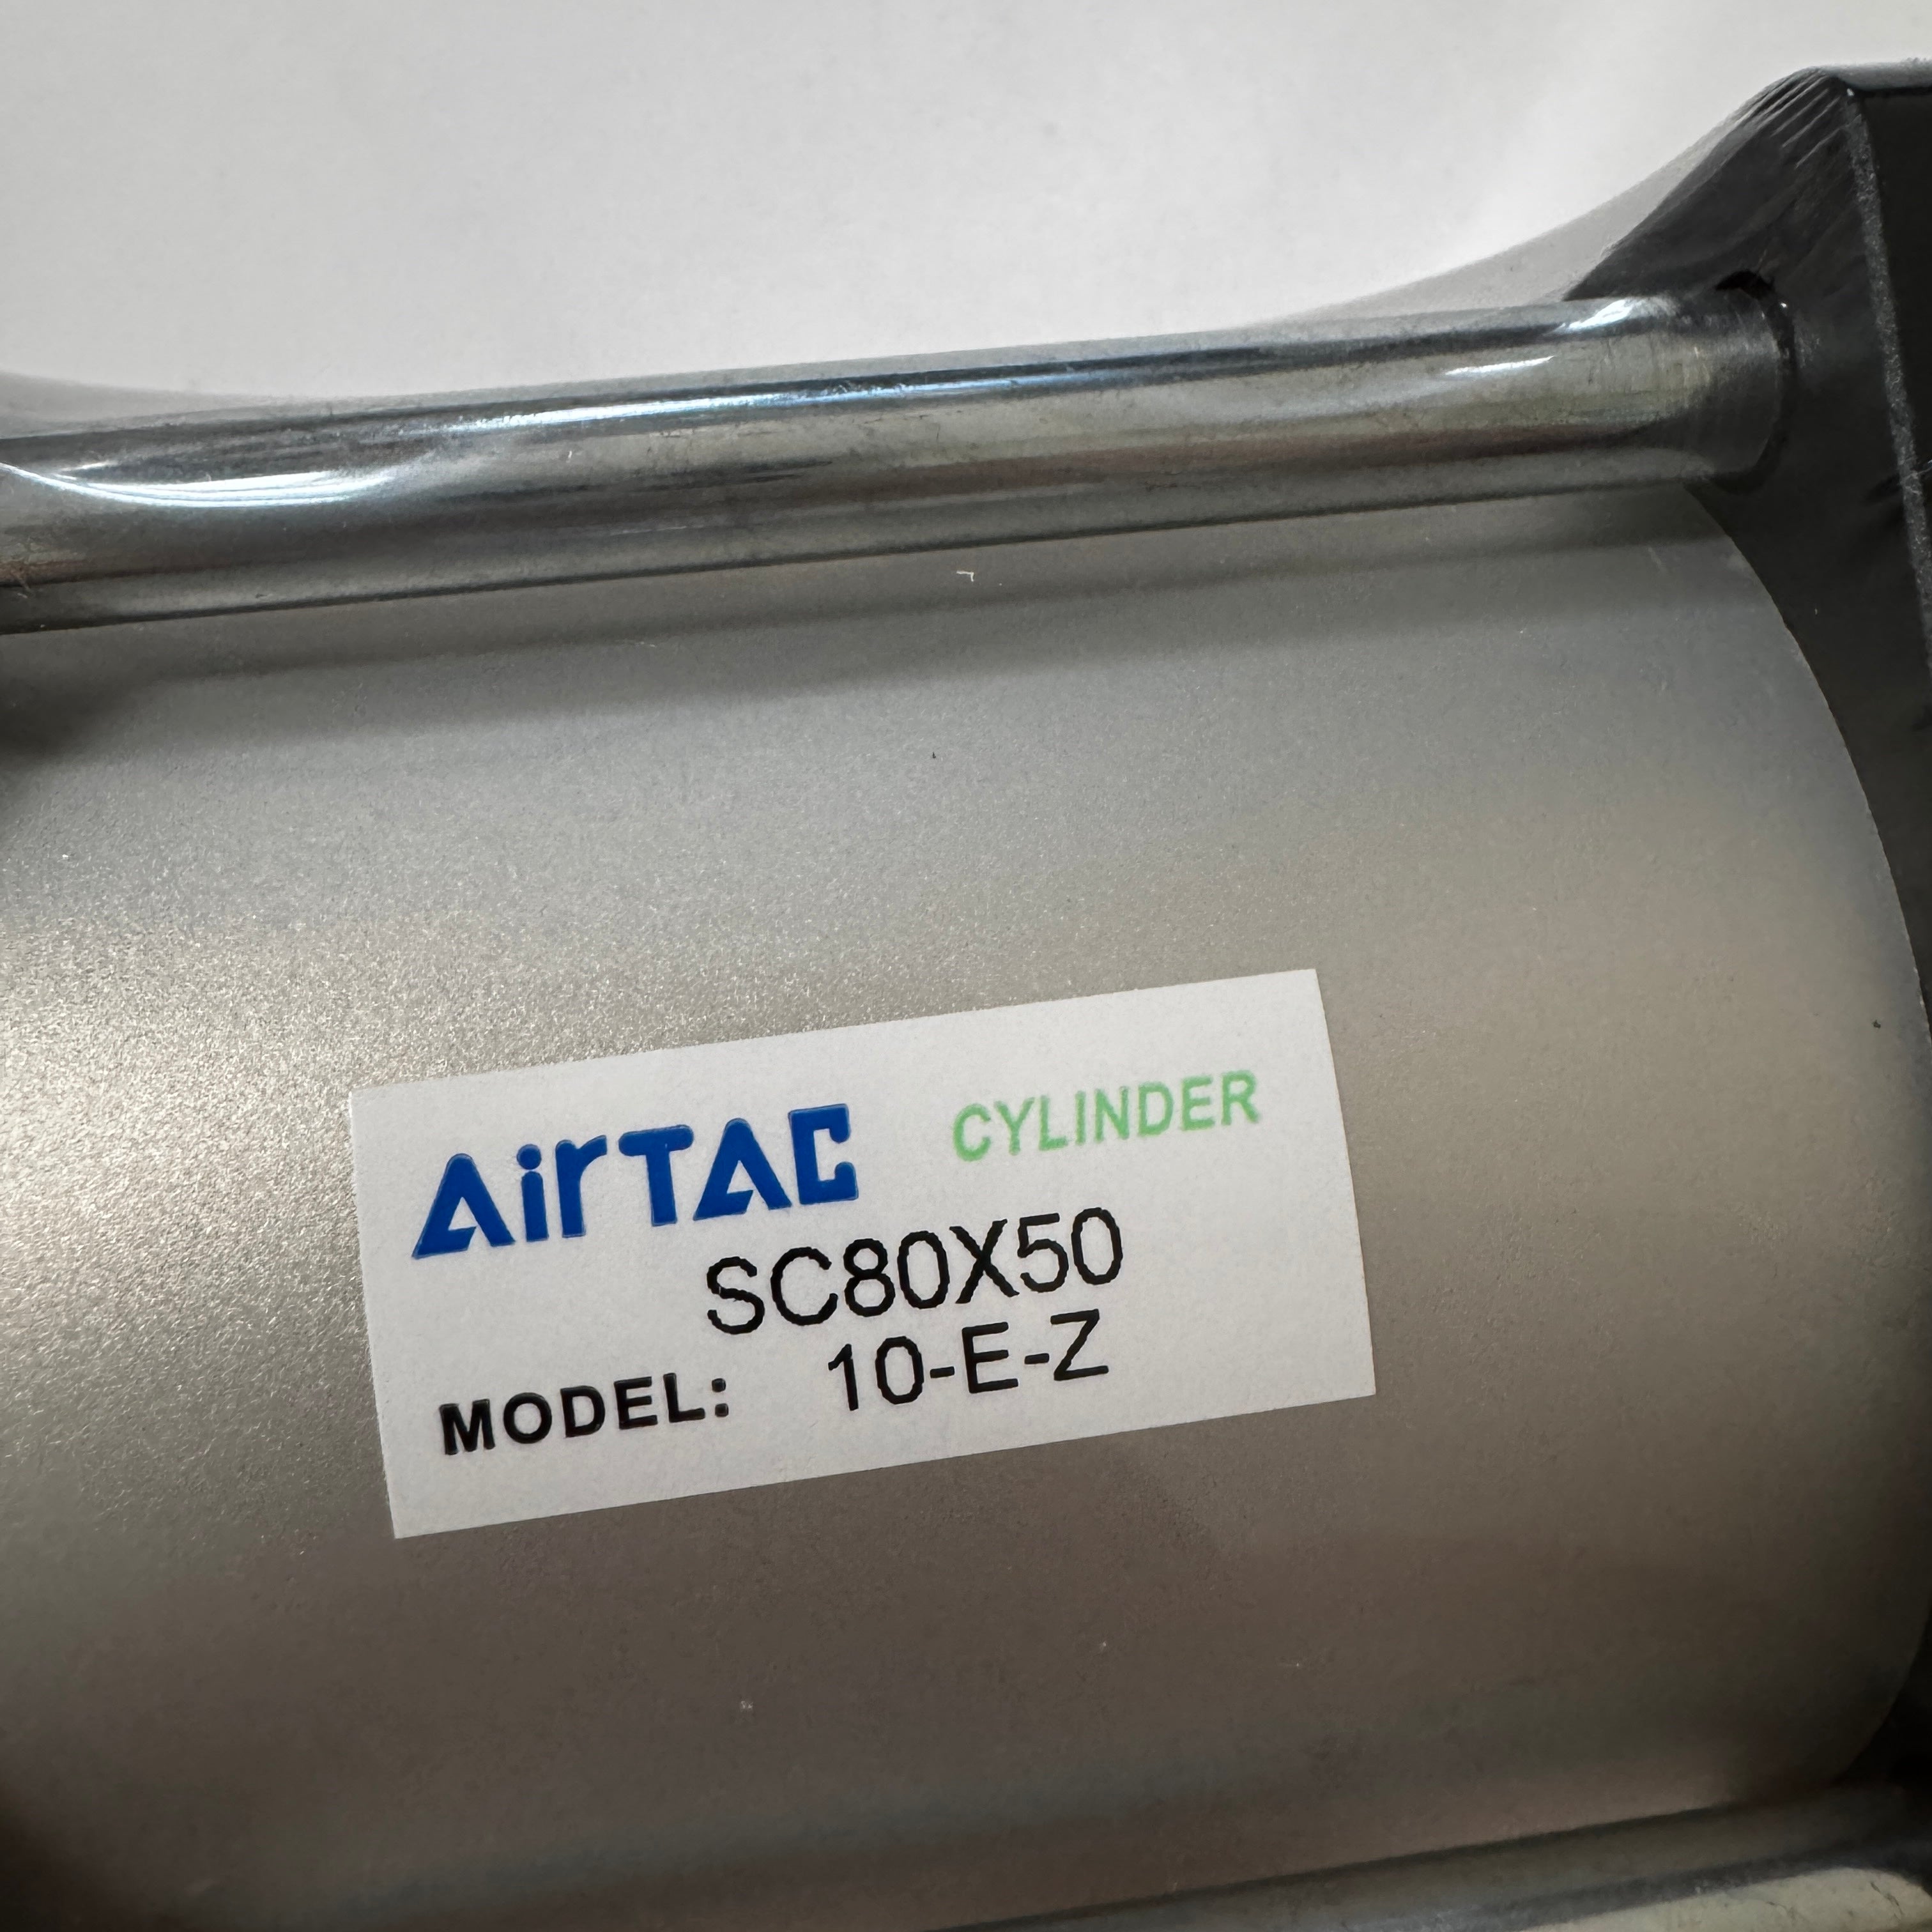 AirTAC CYLINDER
SC80X50
MODEL: 10-E-Z